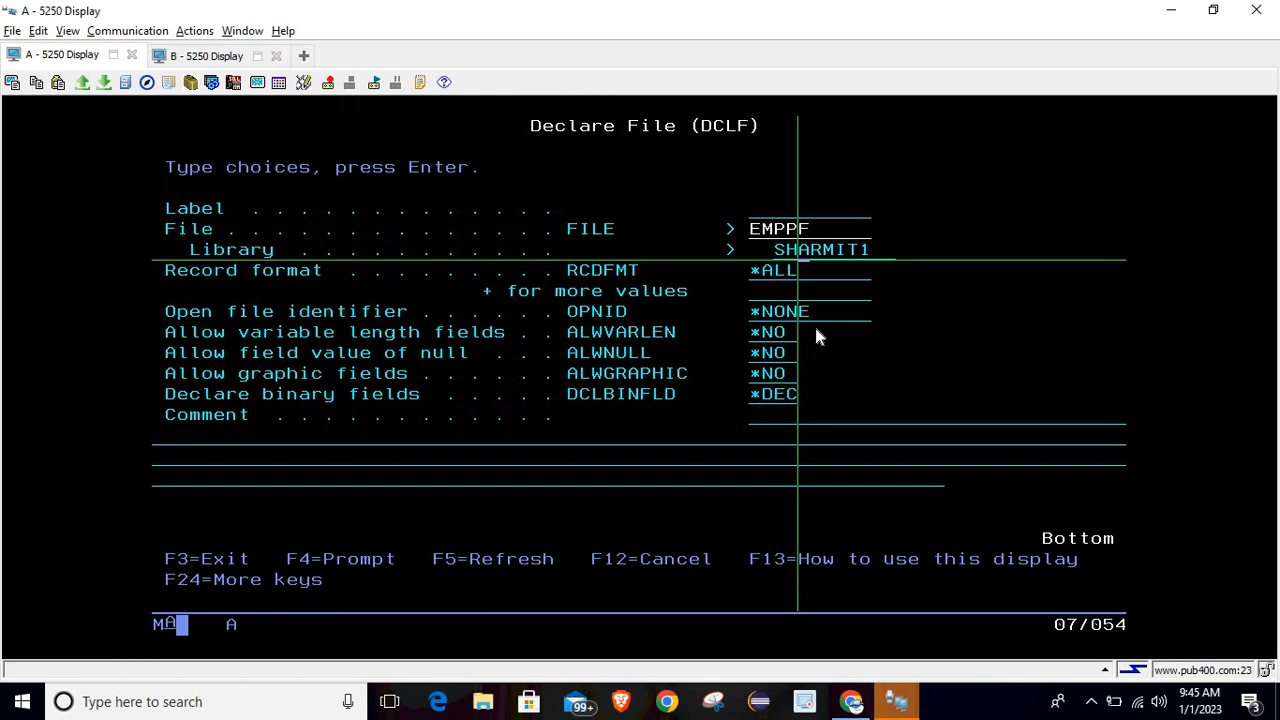 A - 5250 Display
File Edit View Communication Actions Window Help
A - 5250 Display B - 5250 Display
Declare File (DCLF)
Type choices, press Enter.
Label . . . . . . . . . . . . .
File . . . . . . . . . . . . . . FILE > EMPPF
Library . . . . . . . . . . . > SHARMIT1
Record format . . . . . . . . . RCDFMT *ALL
+ for more values
Open file identifier . . . . . . OPNID *NONE
Allow variable length fields . . ALWVARLEN *NO
Allow field value of null . . . ALWNULL *NO
Allow graphic fields . . . . . . ALWGRAPHIC *NO
Declare binary fields . . . . . DCLBINFLD *DEC
Comment . . . . . . . . . . . .
Bottom
F3=Exit F4=Prompt F5=Refresh F12=Cancel F13=How to use this display
F24=More keys
MA A 07/054
www.pub400.com:23
Type here to search
99+
9:45 AM
1/1/2023
3